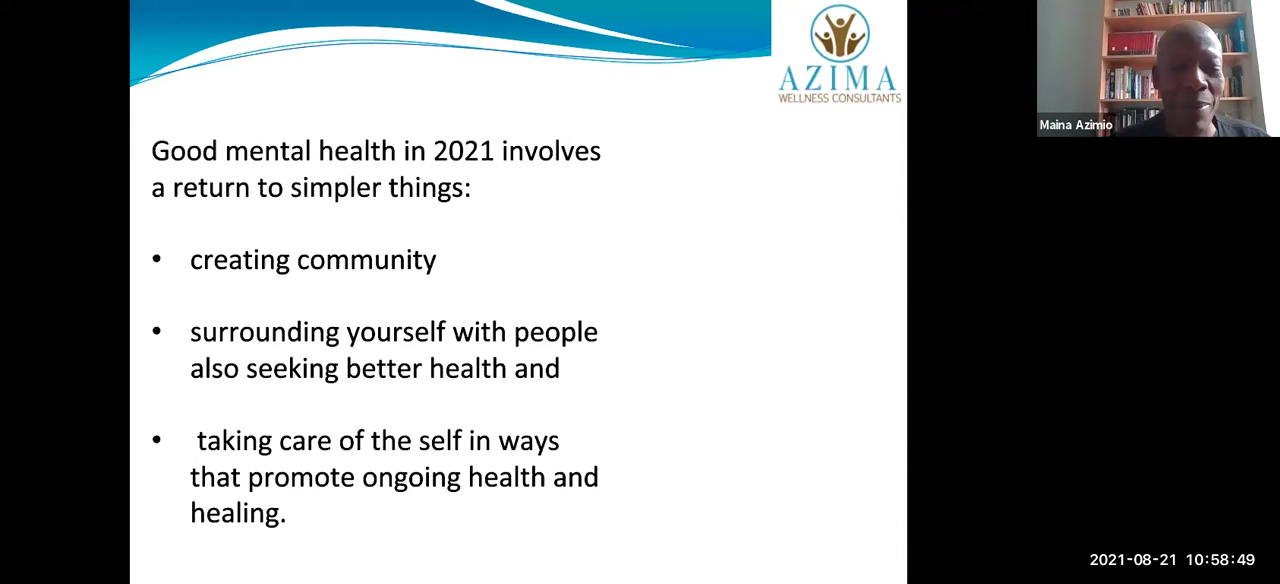 AZIMA
WELLNESS CONSULTANTS
Maina Azimio
Good mental health in 2021 involves
a return to simpler things:
• creating community
• surrounding yourself with people
also seeking better health and
• taking care of the self in ways
that promote ongoing health and
healing.
2021-08-21 10:58:49